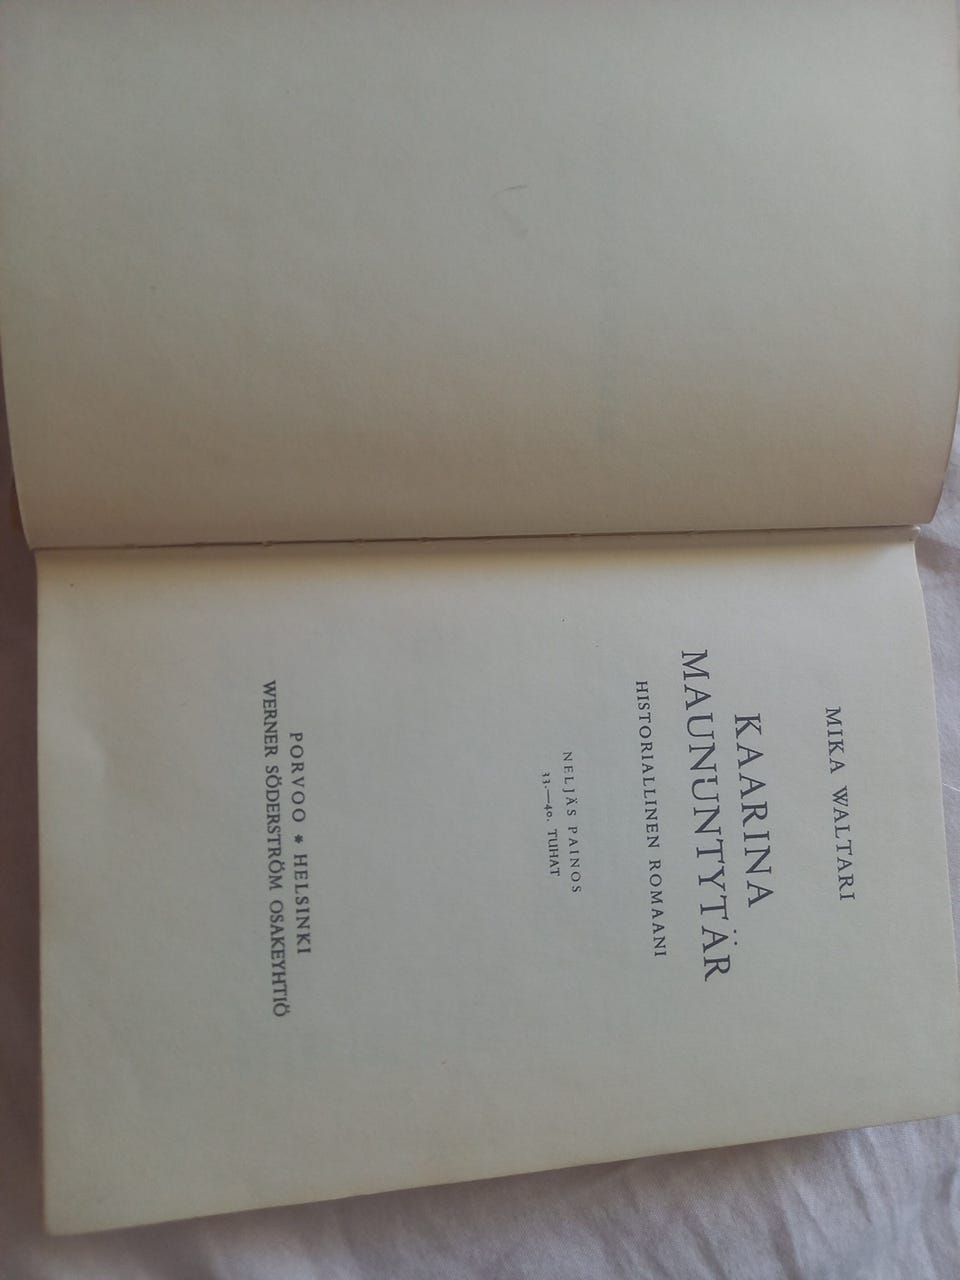 MIKA WALTARI
KAARINA
MAUNUNTYTÄR
HISTORIALLINEN ROMAANI
NELJÄS PAINOS
33—40. TUHAT
PORVOO * HELSINKI
WERNER SÖDERSTRÖM OSAKEYHTIÖ